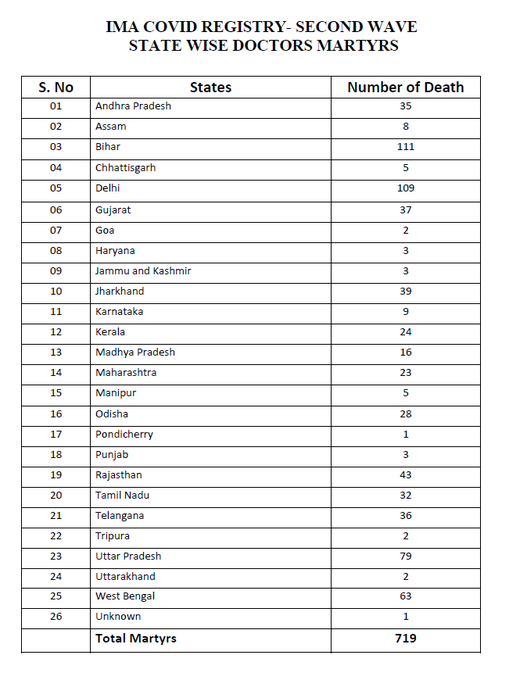 IMA COVID REGISTRY- SECOND WAVE
STATE WISE DOCTORS MARTYRS
S. No States Number of Death
01 Andhra Pradesh 35
02 Assam 8
03 Bihar 111
04 Chhattisgarh 5
05 Delhi 109
06 Gujarat 37
07 Goa 2
08 Haryana 3
09 Jammu and Kashmir 3
10 Jharkhand 39
11 Karnataka 9
12 Kerala 24
13 Madhya Pradesh 16
14 Maharashtra 23
15 Manipur 5
16 Odisha 28
17 Pondicherry 1
18 Punjab 3
19 Rajasthan 43
20 Tamil Nadu 32
21 Telangana 36
22 Tripura 2
23 Uttar Pradesh 79
24 Uttarakhand 2
25 West Bengal 63
26 Unknown 1
Total Martyrs 719